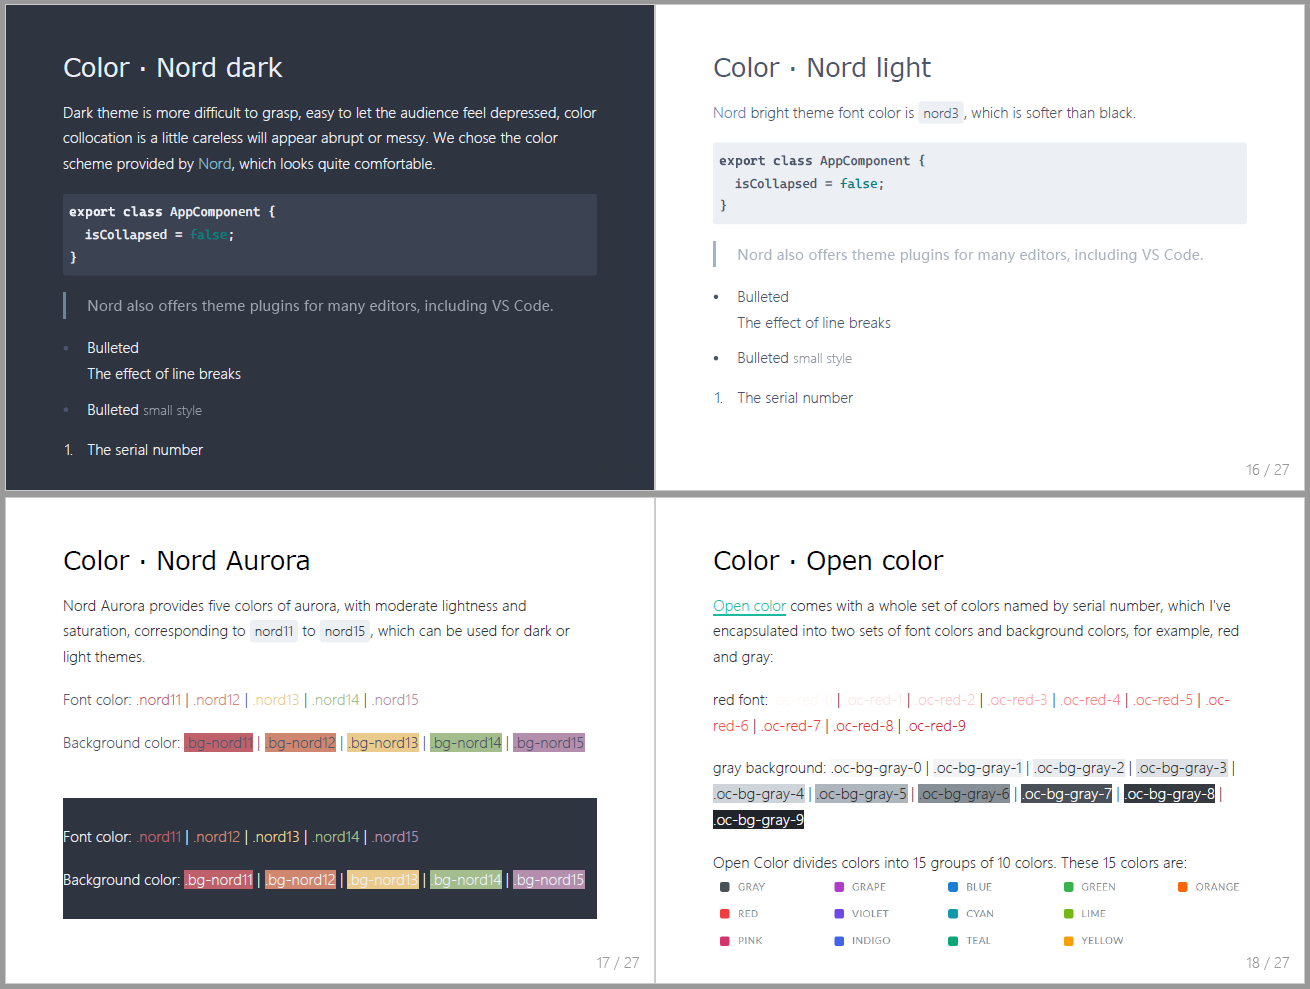 Color · Nord dark
Dark theme is more difficult to grasp, easy to let the audience feel depressed, color
collocation is a little careless will appear abrupt or messy. We chose the color
scheme provided by Nord, which looks quite comfortable.
export class AppComponent {
isCollapsed = false;
}
Nord also offers theme plugins for many editors, including VS Code.
• Bulleted
The effect of line breaks
• Bulleted small style
1. The serial number
Color · Nord light
Nord bright theme font color is nord3 , which is softer than black.
export class AppComponent {
isCollapsed = false;
}
Nord also offers theme plugins for many editors, including VS Code.
• Bulleted
The effect of line breaks
• Bulleted small style
1. The serial number
16 / 27
Color · Nord Aurora
Nord Aurora provides five colors of aurora, with moderate lightness and
saturation, corresponding to nord11 to nord15 , which can be used for dark or
light themes.
Font color: .nord11 | .nord12 | .nord13 | .nord14 | .nord15
Background color: .bg-nord11 | .bg-nord12 | .bg-nord13 | .bg-nord14 | .bg-nord15
Font color: .nord11 | .nord12 | .nord13 | .nord14 | .nord15
Background color: .bg-nord11 | .bg-nord12 | .bg-nord13 | .bg-nord14 | .bg-nord15
17 / 27
Color · Open color
Open color comes with a whole set of colors named by serial number, which I've
encapsulated into two sets of font colors and background colors, for example, red
and gray:
red font: .oc-red-0 | .oc-red-1 | .oc-red-2 | .oc-red-3 | .oc-red-4 | .oc-red-5 | .oc-
red-6 | .oc-red-7 | .oc-red-8 | .oc-red-9
gray background: .oc-bg-gray-0 | .oc-bg-gray-1 | .oc-bg-gray-2 | .oc-bg-gray-3 |
.oc-bg-gray-4 | .oc-bg-gray-5 | .oc-bg-gray-6 | .oc-bg-gray-7 | .oc-bg-gray-8 |
.oc-bg-gray-9
Open Color divides colors into 15 groups of 10 colors. These 15 colors are:
GRAY GRAPE BLUE GREEN ORANGE
RED VIOLET CYAN LIME
PINK INDIGO TEAL YELLOW
18 / 27